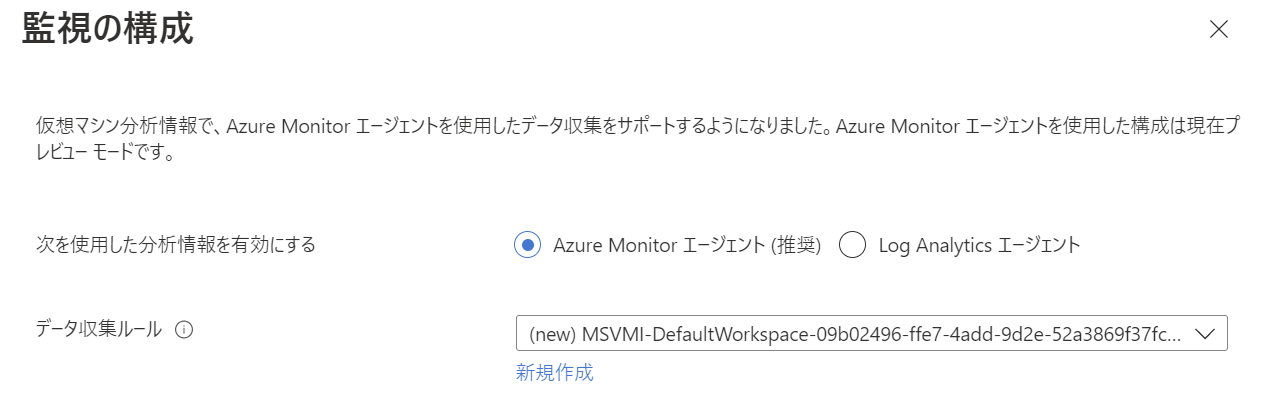 監視の構成
仮想マシン分析情報で、Azure Monitor エージェントを使用したデータ収集をサポートするようになりました。Azure Monitor エージェントを使用した構成は現在プ
レビュー モードです。
次を使用した分析情報を有効にする
Azure Monitor エージェント (推奨)
Log Analytics エージェント
データ収集ルール
(new) MSVMI-DefaultWorkspace-09b02496-ffe7-4add-9d2e-52a3869f37fc...
新規作成